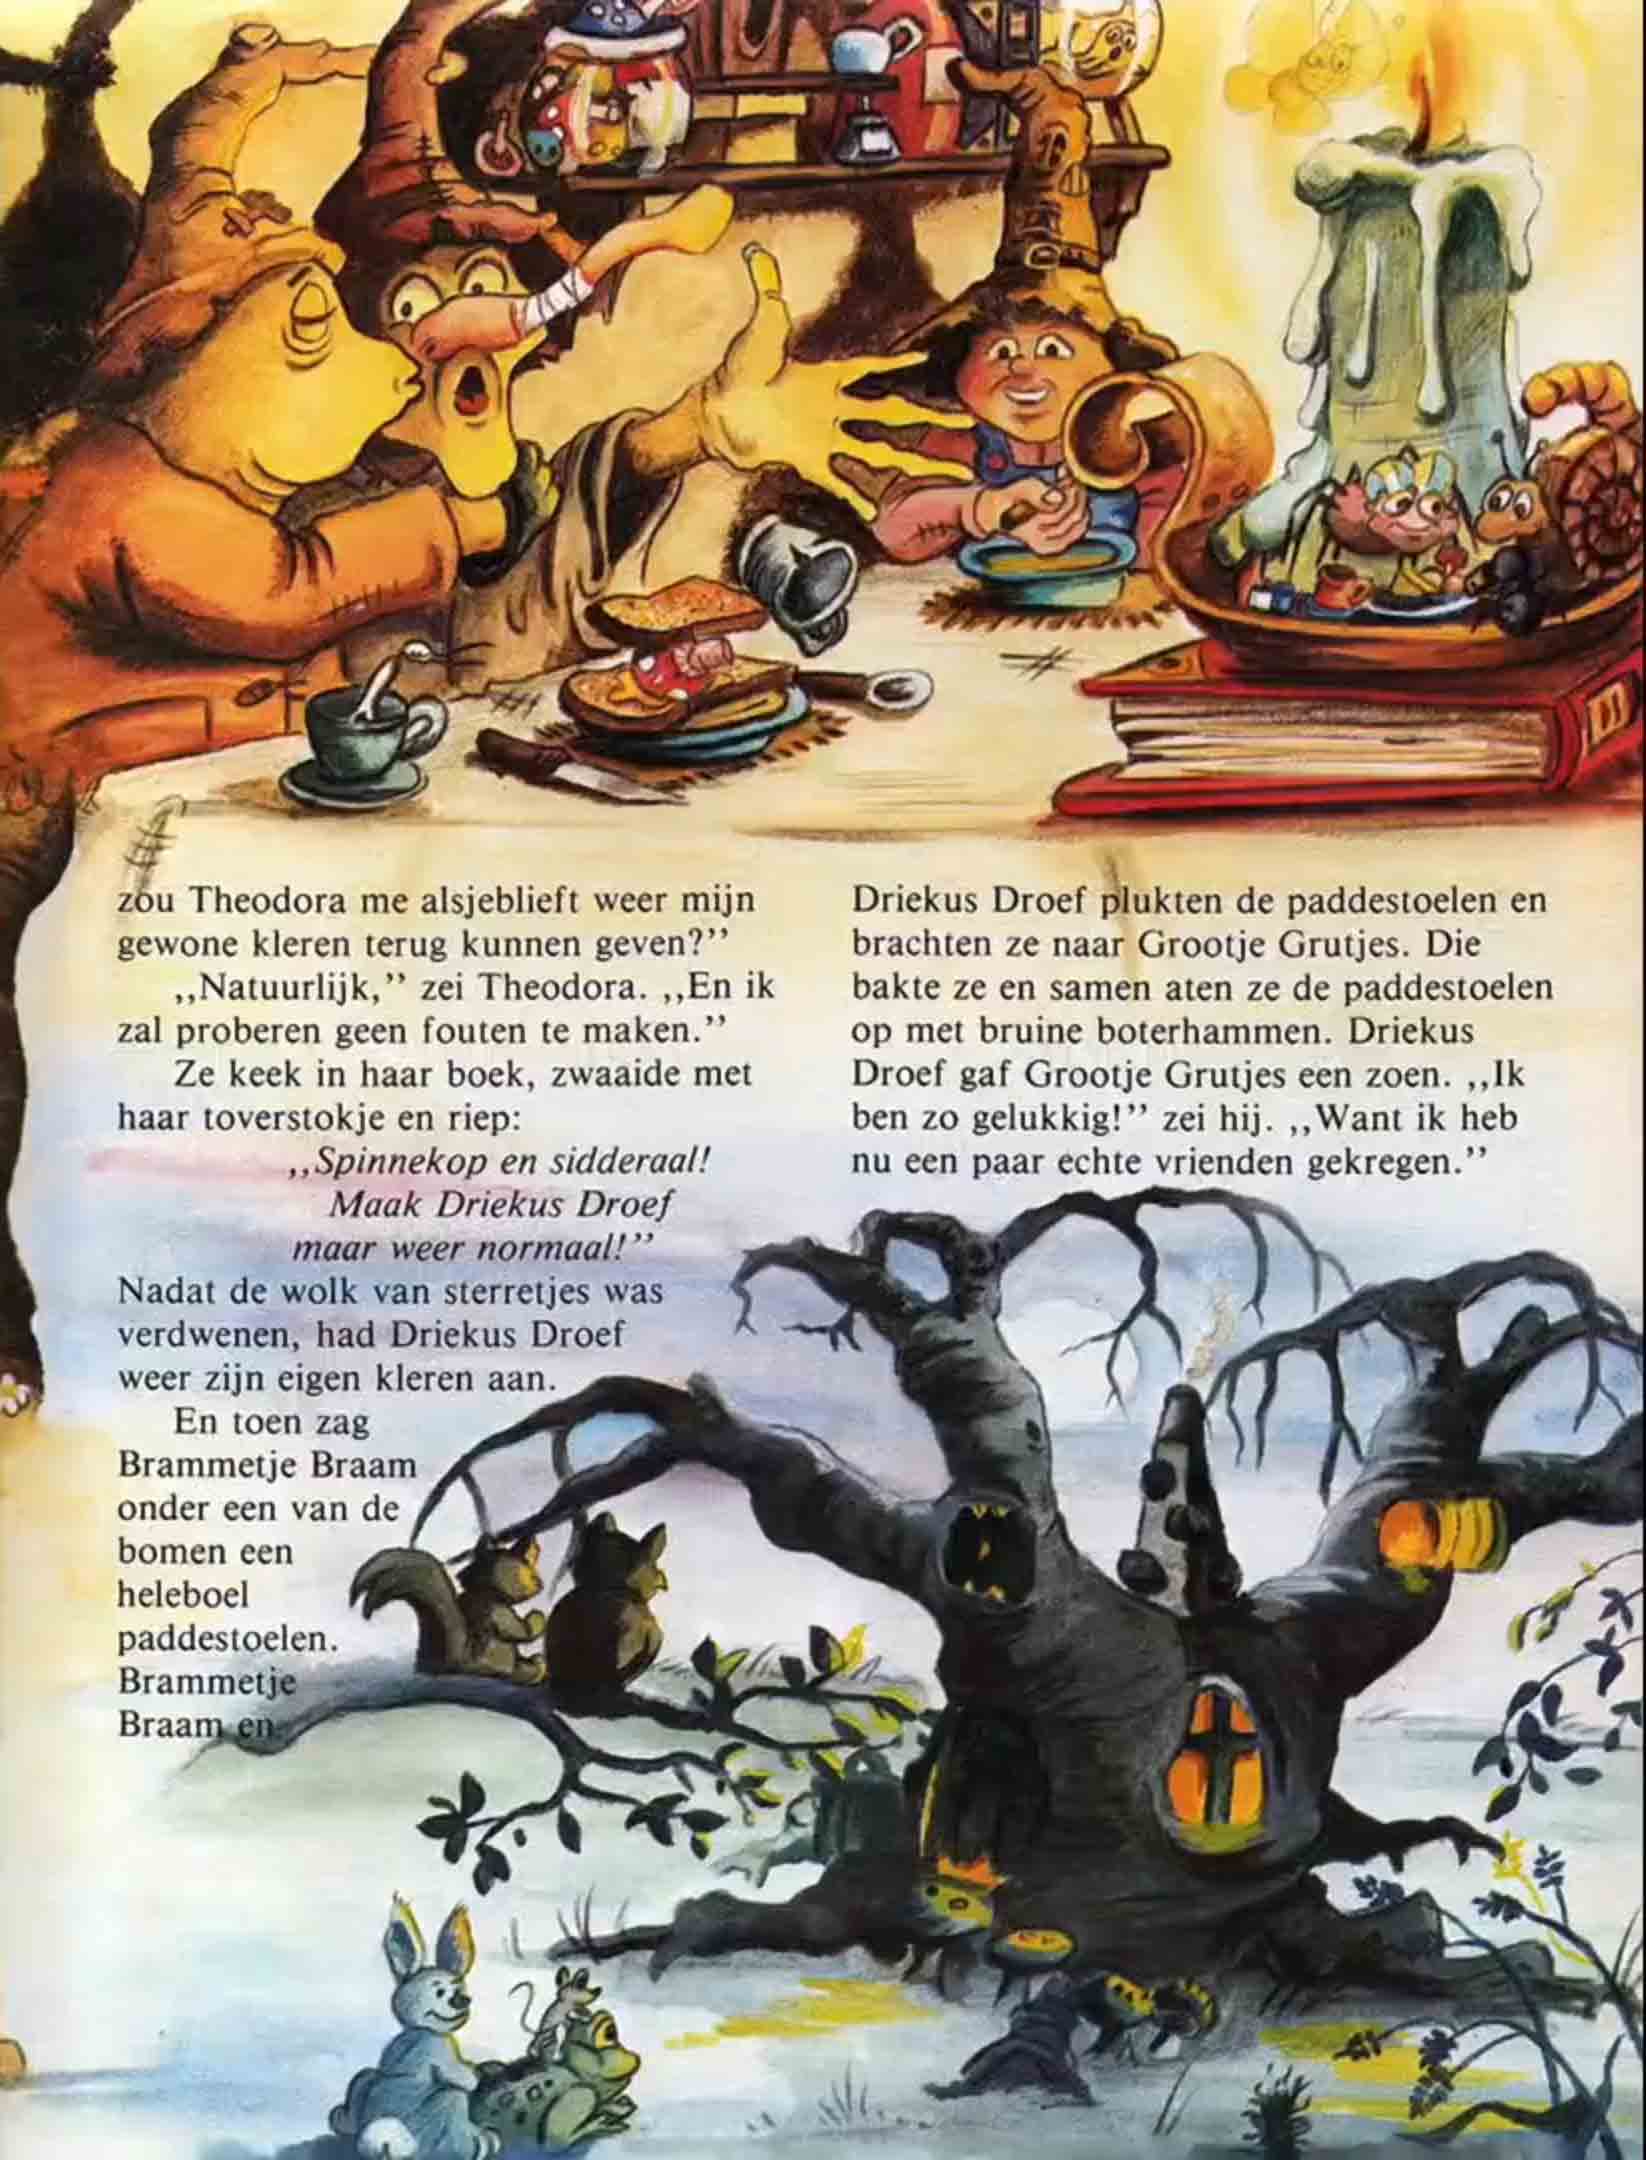 zou Theodora me alsjeblieft weer mijn
gewone kleren terug kunnen geven?”
,,Natuurlijk,” zei Theodora. ,,En ik
zal proberen geen fouten te maken.”
Ze keek in haar boek, zwaaide met
haar toverstokje en riep:
,,Spinnekop en sidderaal!
Maak Driekus Droef
maar weer normaal!”
Nadat de wolk van sterretjes was
verdwenen, had Driekus Droef
weer zijn eigen kleren aan.
En toen zag
Brammetje Braam
onder een van de
bomen een
heleboel
paddestoelen.
Brammetje
Braam en
Driekus Droef plukten de paddestoelen en
brachten ze naar Grootje Grutjes. Die
bakte ze en samen aten ze de paddestoelen
op met bruine boterhammen. Driekus
Droef gaf Grootje Grutjes een zoen. ,,Ik
ben zo gelukkig!” zei hij. ,,Want ik heb
nu een paar echte vrienden gekregen.”